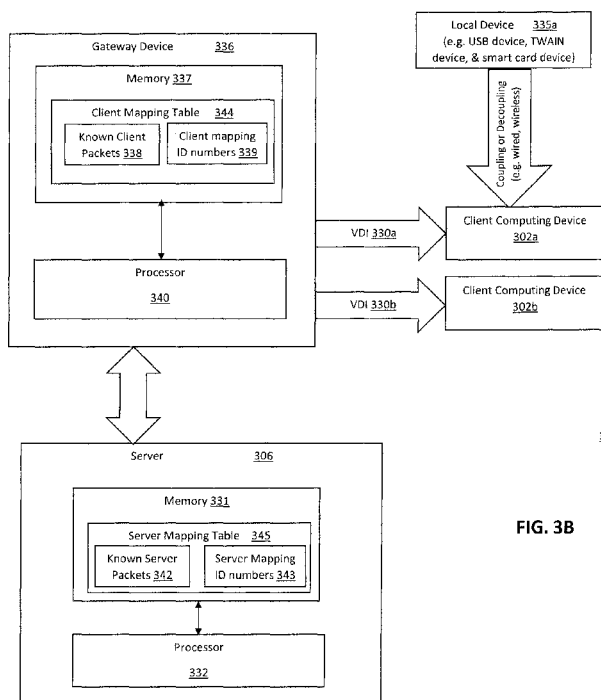 Gateway Device 336
Memory 337
Client Mapping Table 344
Known Client
Packets 338
Client mapping
ID numbers 339
Processor
340
Local Device 335a
(e.g. USB device, TWAIN
device, & smart card device)
Coupling or Decoupling
(e.g. wired, wireless)
VDI 330a
Client Computing Device
302a
VDI 330b
Client Computing Device
302b
Server 306
Memory 331
Server Mapping Table 345
Known Server
Packets 342
Server Mapping
ID numbers 343
Processor
332
FIG. 3B